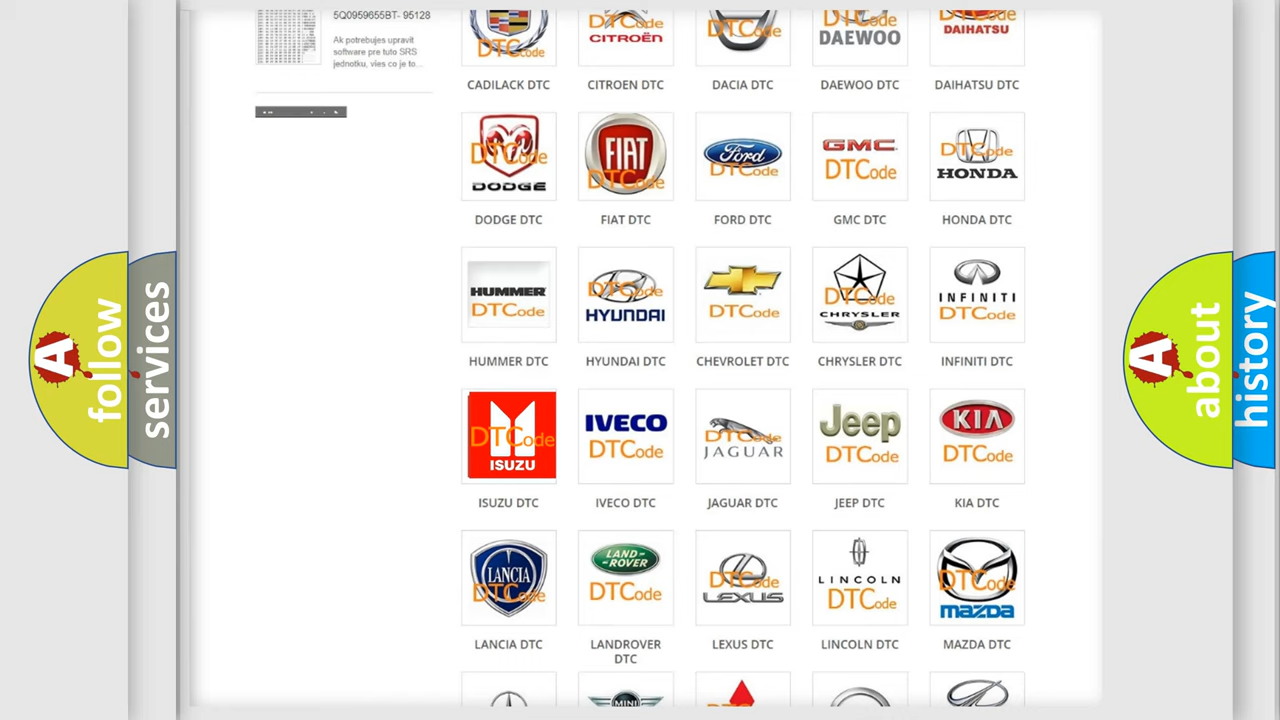 5Q0959655BT- 95128
Ak potrebujes upravit
software pre tuto SRS
jednotku, vies co je to...
DTCode
DTCode
CITROËN
DTCode
DAEWOO
DTCode
DAIHATSU
CADILACK DTC
CITROEN DTC
DACIA DTC
DAEWOO DTC
DAIHATSU DTC
DTCode
DODGE
FIAT
DTCode
Ford
DTCode
GMC
DTCode
DTCode
HONDA
DODGE DTC
FIAT DTC
FORD DTC
GMC DTC
HONDA DTC
HUMMER
DTCode
DTCode
HYUNDAI
DTCode
DTCode
CHRYSLER
INFINITI
DTCode
HUMMER DTC
HYUNDAI DTC
CHEVROLET DTC
CHRYSLER DTC
INFINITI DTC
DTCode
ISUZU
IVECO
DTCode
DTCode
JAGUAR
Jeep
DTCode
KIA
DTCode
ISUZU DTC
IVECO DTC
JAGUAR DTC
JEEP DTC
KIA DTC
LANCIA
DTCode
LAND-
ROVER
DTCode
DTCode
LEXUS
LINCOLN
DTCode
DTCode
mazda
LANCIA DTC
LANDROVER
DTC
LEXUS DTC
LINCOLN DTC
MAZDA DTC
MINI
A
follow
services
A
about
history